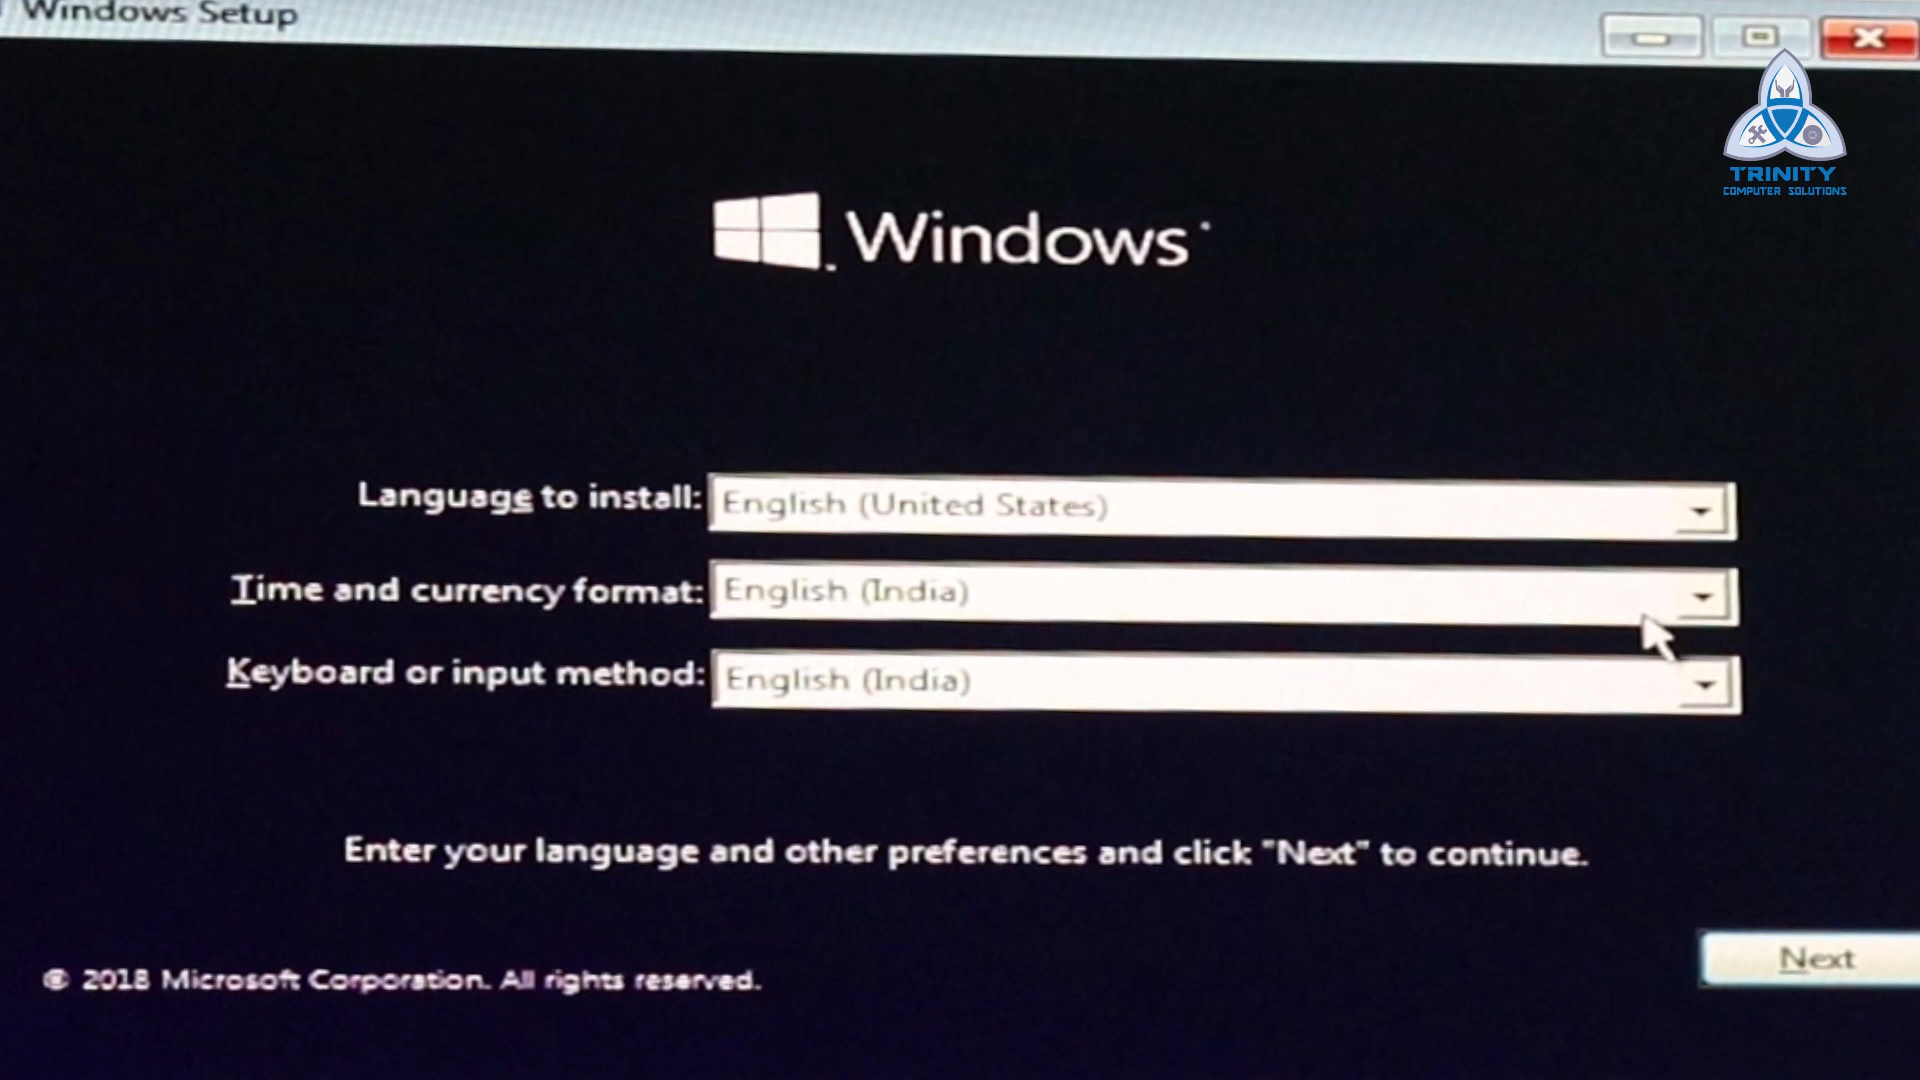 Windows Setup
TRINITY
COMPUTER SOLUTIONS
Windows
Language to install: English (United States)
Time and currency format: English (India)
Keyboard or input method: English (India)
Enter your language and other preferences and click "Next" to continue.
Next
© 2018 Microsoft Corporation. All rights reserved.